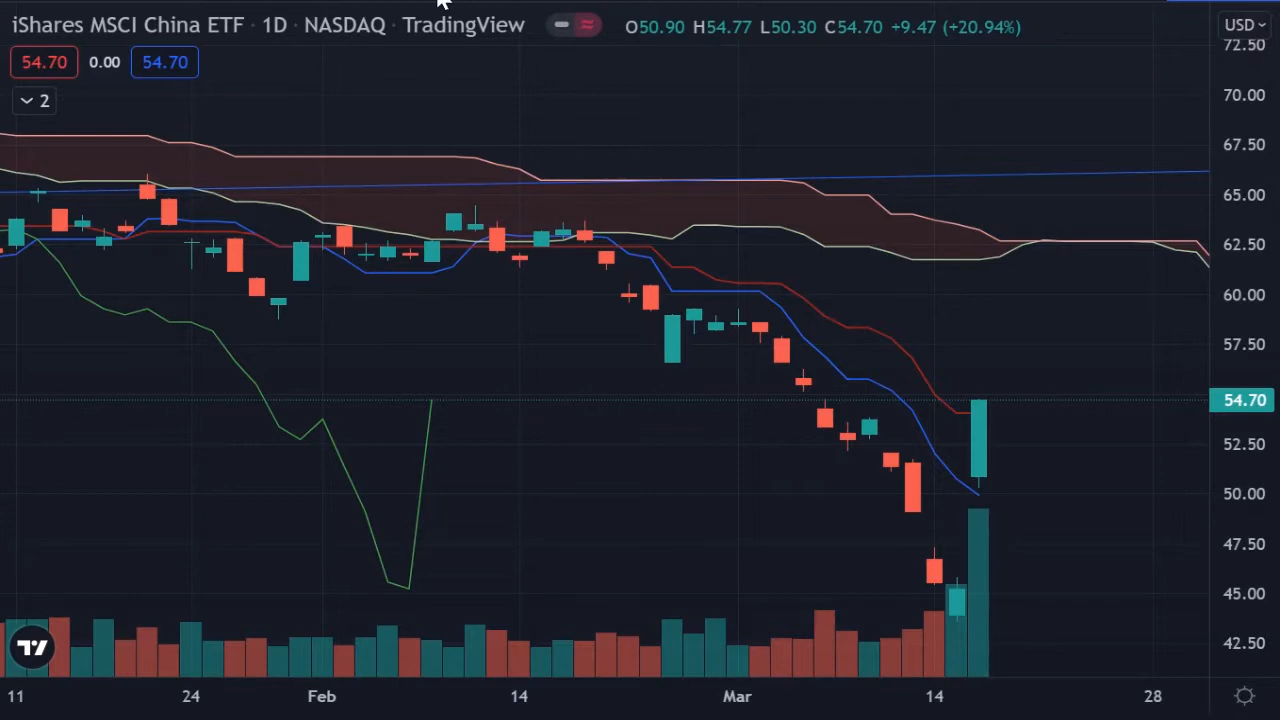 iShares MSCI China ETF · 1D · NASDAQ · TradingView
O50.90 H54.77 L50.30 C54.70 +9.47 (+20.94%)
USD
54.70 0.00 54.70
2
72.50
70.00
67.50
65.00
62.50
60.00
57.50
54.70
52.50
50.00
47.50
45.00
42.50
11 24 Feb 14 Mar 14 28